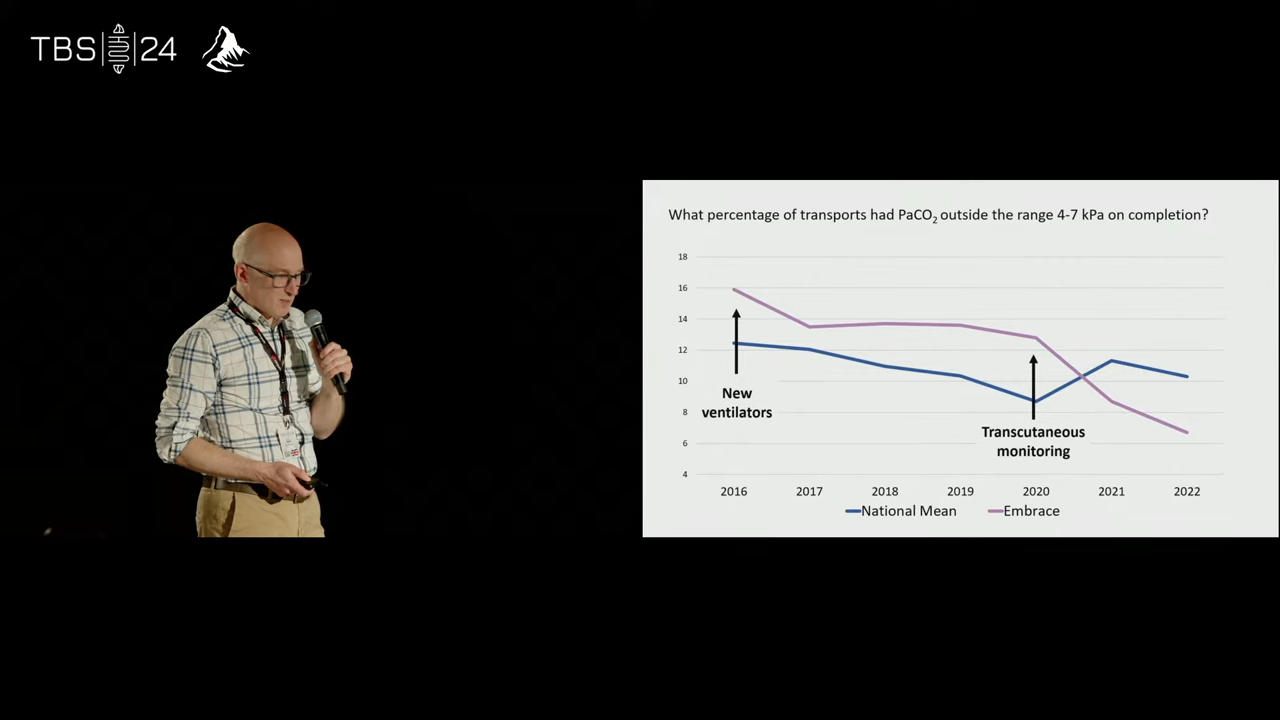 TBS 24
What percentage of transports had PaCO₂ outside the range 4-7 kPa on completion?
18
16
14
12
10
8
6
4
New
ventilators
Transcutaneous
monitoring
2016 2017 2018 2019 2020 2021 2022
National Mean Embrace